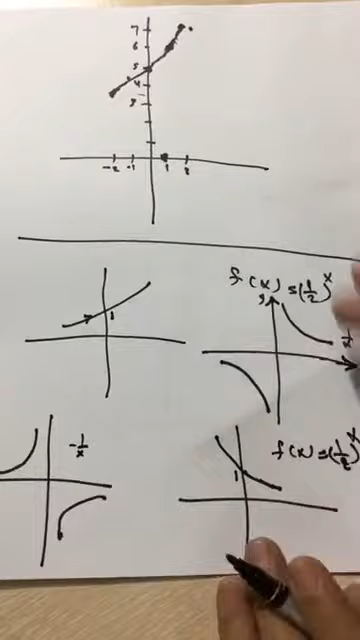 7
6
5
4
3
-2 -1 1 2
f(x) = (1/2)^x
1
y
1/x
-1/x
f(x) = (1/2)^x
1